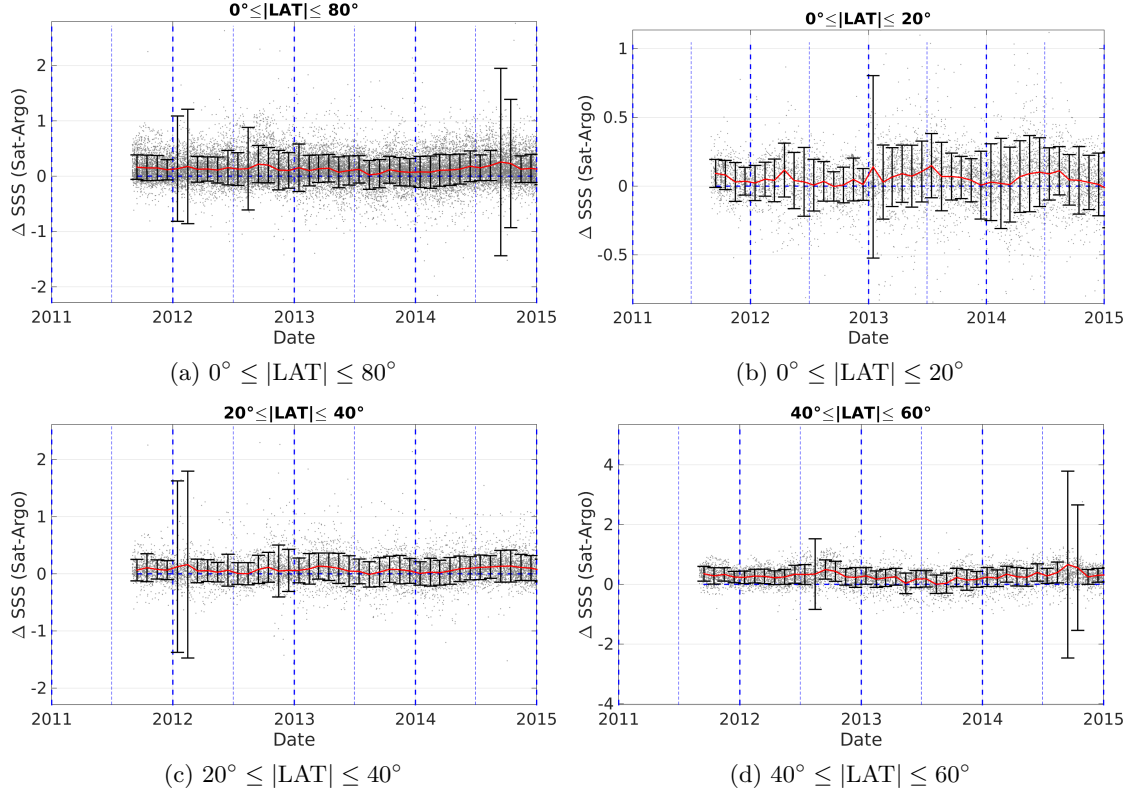 0°≤|LAT|≤ 80°
Δ SSS (Sat-Argo)
2
1
0
-1
-2
2011 2012 2013 2014 2015
Date
(a) 0° ≤ |LAT| ≤ 80°
0°≤|LAT|≤ 20°
Δ SSS (Sat-Argo)
1
0.5
0
-0.5
2011 2012 2013 2014 2015
Date
(b) 0° ≤ |LAT| ≤ 20°
20°≤|LAT|≤ 40°
Δ SSS (Sat-Argo)
2
1
0
-1
-2
2011 2012 2013 2014 2015
Date
(c) 20° ≤ |LAT| ≤ 40°
40°≤|LAT|≤ 60°
Δ SSS (Sat-Argo)
4
2
0
-2
-4
2011 2012 2013 2014 2015
Date
(d) 40° ≤ |LAT| ≤ 60°